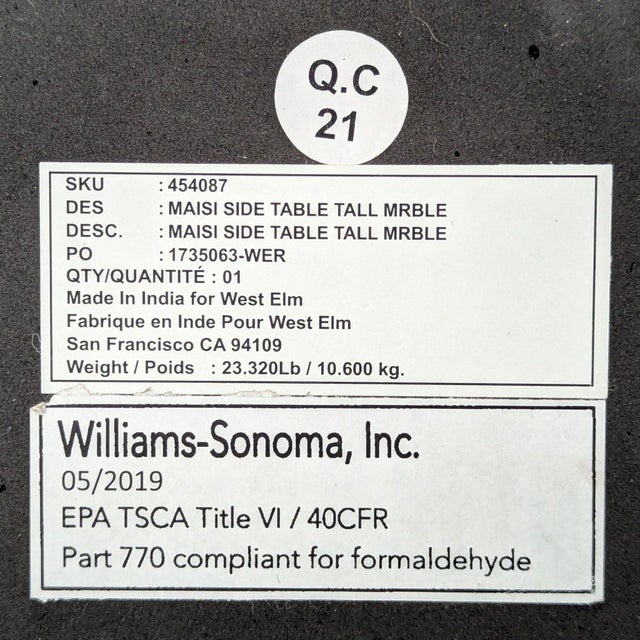 Q.C
21
SKU : 454087
DES : MAISI SIDE TABLE TALL MRBLE
DESC. : MAISI SIDE TABLE TALL MRBLE
PO : 1735063-WER
QTY/QUANTITÉ : 01
Made In India for West Elm
Fabrique en Inde Pour West Elm
San Francisco CA 94109
Weight / Poids : 23.320Lb / 10.600 kg.
Williams-Sonoma, Inc.
05/2019
EPA TSCA Title VI / 40CFR
Part 770 compliant for formaldehyde